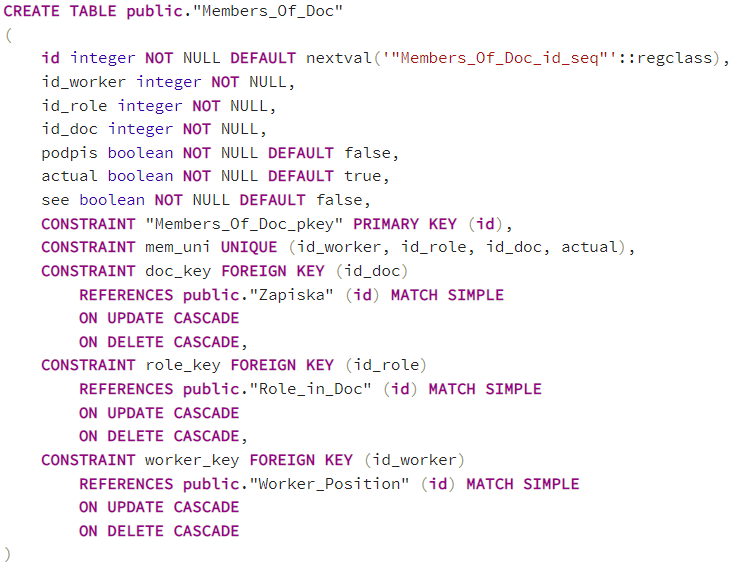 CREATE TABLE public."Members_Of_Doc"
(
    id integer NOT NULL DEFAULT nextval('"Members_Of_Doc_id_seq"'::regclass),
    id_worker integer NOT NULL,
    id_role integer NOT NULL,
    id_doc integer NOT NULL,
    podpis boolean NOT NULL DEFAULT false,
    actual boolean NOT NULL DEFAULT true,
    see boolean NOT NULL DEFAULT false,
    CONSTRAINT "Members_Of_Doc_pkey" PRIMARY KEY (id),
    CONSTRAINT mem_uni UNIQUE (id_worker, id_role, id_doc, actual),
    CONSTRAINT doc_key FOREIGN KEY (id_doc)
        REFERENCES public."Zapiska" (id) MATCH SIMPLE
        ON UPDATE CASCADE
        ON DELETE CASCADE,
    CONSTRAINT role_key FOREIGN KEY (id_role)
        REFERENCES public."Role_in_Doc" (id) MATCH SIMPLE
        ON UPDATE CASCADE
        ON DELETE CASCADE,
    CONSTRAINT worker_key FOREIGN KEY (id_worker)
        REFERENCES public."Worker_Position" (id) MATCH SIMPLE
        ON UPDATE CASCADE
        ON DELETE CASCADE
)